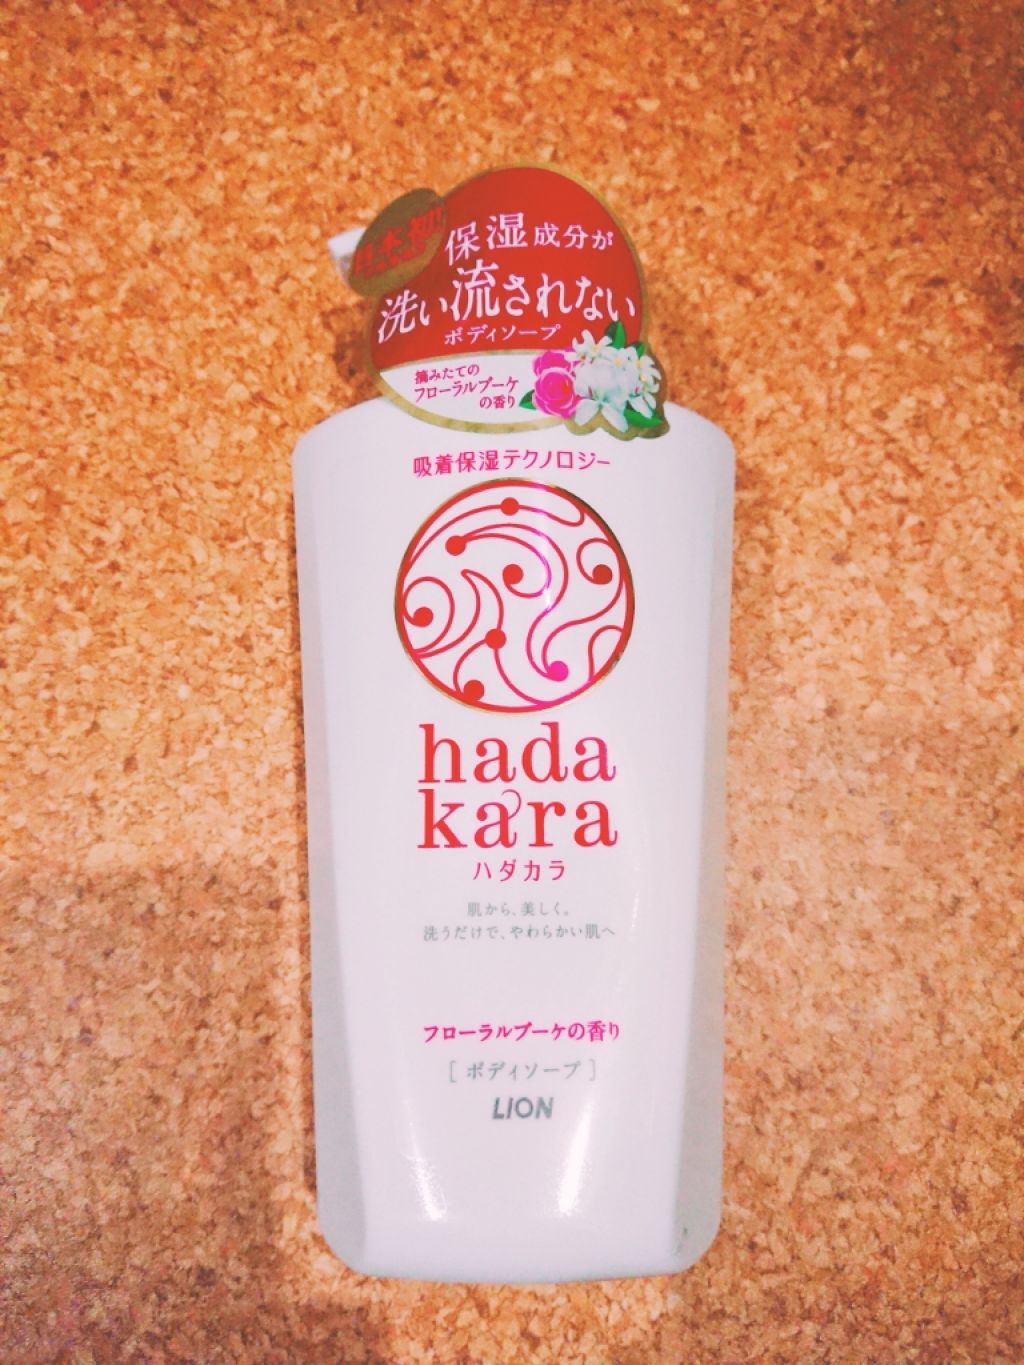 日本初
保湿成分が
洗い流されない
ボディソープ
摘みたての
フローラルブーケ
の香り
吸着保湿テクノロジー
hada
kara
ハダカラ
肌から、美しく。
洗うだけで、やわらかい肌へ
フローラルブーケの香り
[ ボディソープ ]
LION